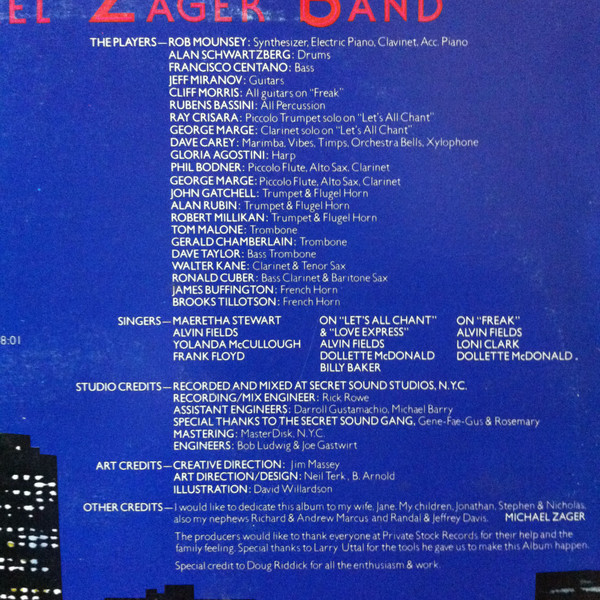 EL ZAGER BAND
THE PLAYERS—ROB MOUNSEY: Synthesizer, Electric Piano, Clavinet, Acc. Piano
ALAN SCHWARTZBERG: Drums
FRANCISCO CENTANO: Bass
JEFF MIRANOV: Guitars
CLIFF MORRIS: All guitars on "Freak"
RUBENS BASSINI: All Percussion
RAY CRISARA: Piccolo Trumpet solo on "Let's All Chant"
GEORGE MARGE: Clarinet solo on "Let's All Chant"
DAVE CAREY: Marimba, Vibes, Timps, Orchestra Bells, Xylophone
GLORIA AGOSTINI: Harp
PHIL BODNER: Piccolo Flute, Alto Sax, Clarinet
GEORGE MARGE: Piccolo Flute, Alto Sax, Clarinet
JOHN GATCHELL: Trumpet & Flugel Horn
ALAN RUBIN: Trumpet & Flugel Horn
ROBERT MILLIKAN: Trumpet & Flugel Horn
TOM MALONE: Trombone
GERALD CHAMBERLAIN: Trombone
DAVE TAYLOR: Bass Trombone
WALTER KANE: Clarinet & Tenor Sax
RONALD CUBER: Bass Clarinet & Baritone Sax
JAMES BUFFINGTON: French Horn
BROOKS TILLOTSON: French Horn
SINGERS—MAERETHA STEWART ON "LET'S ALL CHANT" ON "FREAK"
ALVIN FIELDS & "LOVE EXPRESS" ALVIN FIELDS
8:01 YOLANDA McCULLOUGH ALVIN FIELDS LONI CLARK
FRANK FLOYD DOLLETTE McDONALD DOLLETTE McDONALD.
BILLY BAKER
STUDIO CREDITS—RECORDED AND MIXED AT SECRET SOUND STUDIOS, N.Y.C.
RECORDING/MIX ENGINEER: Rick Rowe
ASSISTANT ENGINEERS: Darroll Gustamachio, Michael Barry
SPECIAL THANKS TO THE SECRET SOUND GANG, Gene-Fae-Gus & Rosemary
MASTERING: MasterDisk, N.Y.C.
ENGINEERS: Bob Ludwig & Joe Gastwirt
ART CREDITS—CREATIVE DIRECTION: Jim Massey
ART DIRECTION/DESIGN: Neil Terk, B. Arnold
ILLUSTRATION: David Willardson
OTHER CREDITS—I would like to dedicate this album to my wife, Jane. My children, Jonathan, Stephen & Nicholas,
also my nephews Richard & Andrew Marcus and Randal & Jeffrey Davis. MICHAEL ZAGER
The producers would like to thank everyone at Private Stock Records for their help and the
family feeling. Special thanks to Larry Uttal for the tools he gave us to make this Album happen.
Special credit to Doug Riddick for all the enthusiasm & work.